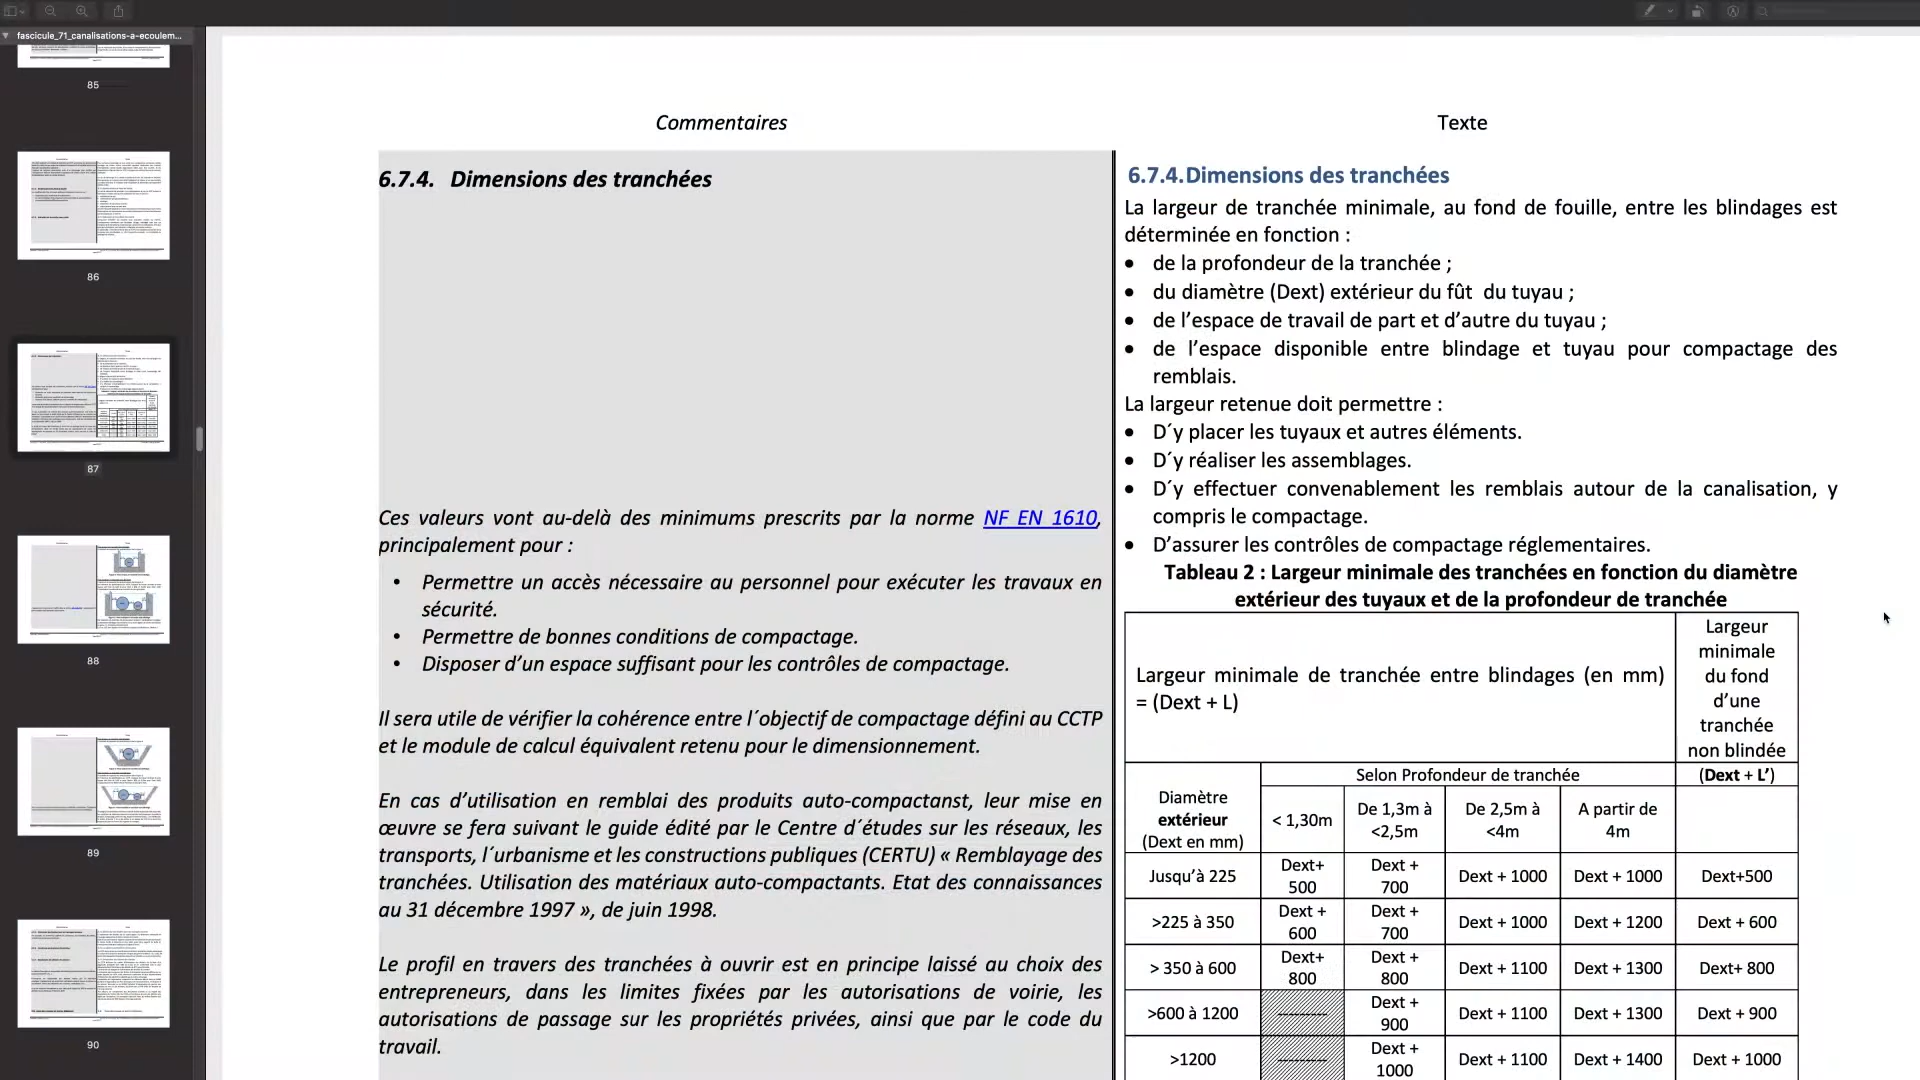 fascicule_71_canalisations-a-ecoulem...
85
86
87
88
89
90
Commentaires
Texte
6.7.4. Dimensions des tranchées
Ces valeurs vont au-delà des minimums prescrits par la norme NF EN 1610,
principalement pour :
• Permettre un accès nécessaire au personnel pour exécuter les travaux en
sécurité.
• Permettre de bonnes conditions de compactage.
• Disposer d’un espace suffisant pour les contrôles de compactage.
Il sera utile de vérifier la cohérence entre l´objectif de compactage défini au CCTP
et le module de calcul équivalent retenu pour le dimensionnement.
En cas d’utilisation en remblai des produits auto-compactanst, leur mise en
œuvre se fera suivant le guide édité par le Centre d´études sur les réseaux, les
transports, l´urbanisme et les constructions publiques (CERTU) « Remblayage des
tranchées. Utilisation des matériaux auto-compactants. Etat des connaissances
au 31 décembre 1997 », de juin 1998.
Le profil en travers des tranchées à ouvrir est en principe laissé au choix des
entrepreneurs, dans les limites fixées par les autorisations de voirie, les
autorisations de passage sur les propriétés privées, ainsi que par le code du
travail.
6.7.4.Dimensions des tranchées
La largeur de tranchée minimale, au fond de fouille, entre les blindages est
déterminée en fonction :
• de la profondeur de la tranchée ;
• du diamètre (Dext) extérieur du fût du tuyau ;
• de l’espace de travail de part et d’autre du tuyau ;
• de l’espace disponible entre blindage et tuyau pour compactage des
remblais.
La largeur retenue doit permettre :
• D´y placer les tuyaux et autres éléments.
• D´y réaliser les assemblages.
• D´y effectuer convenablement les remblais autour de la canalisation, y
compris le compactage.
• D’assurer les contrôles de compactage réglementaires.
Tableau 2 : Largeur minimale des tranchées en fonction du diamètre
extérieur des tuyaux et de la profondeur de tranchée
Largeur minimale de tranchée entre blindages (en mm)
= (Dext + L)
Largeur
minimale
du fond
d’une
tranchée
non blindée
Diamètre
extérieur
(Dext en mm)
Selon Profondeur de tranchée
(Dext + L’)
< 1,30m
De 1,3m à
<2,5m
De 2,5m à
<4m
A partir de
4m
Jusqu’à 225
Dext+
500
Dext +
700
Dext + 1000
Dext + 1000
Dext+500
>225 à 350
Dext +
600
Dext +
700
Dext + 1000
Dext + 1200
Dext + 600
> 350 à 600
Dext+
800
Dext +
800
Dext + 1100
Dext + 1300
Dext+ 800
>600 à 1200
----------
Dext +
900
Dext + 1100
Dext + 1300
Dext + 900
>1200
----------
Dext +
1000
Dext + 1100
Dext + 1400
Dext + 1000